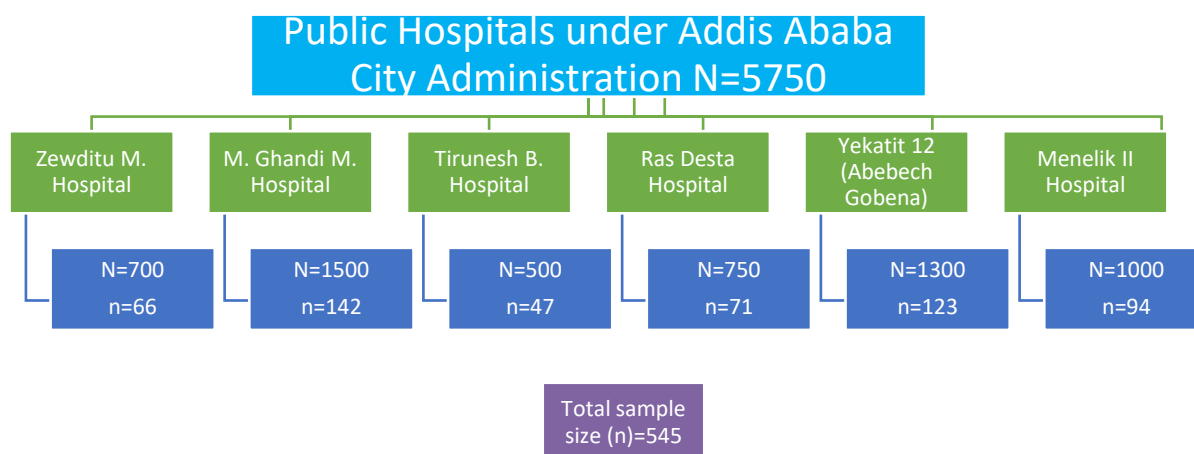 Public Hospitals under Addis Ababa
City Administration N=5750
Zewditu M.
Hospital
M. Ghandi M.
Hospital
Tirunesh B.
Hospital
Ras Desta
Hospital
Yekatit 12
(Abebech
Gobena)
Menelik II
Hospital
N=700
n=66
N=1500
n=142
N=500
n=47
N=750
n=71
N=1300
n=123
N=1000
n=94
Total sample
size (n)=545